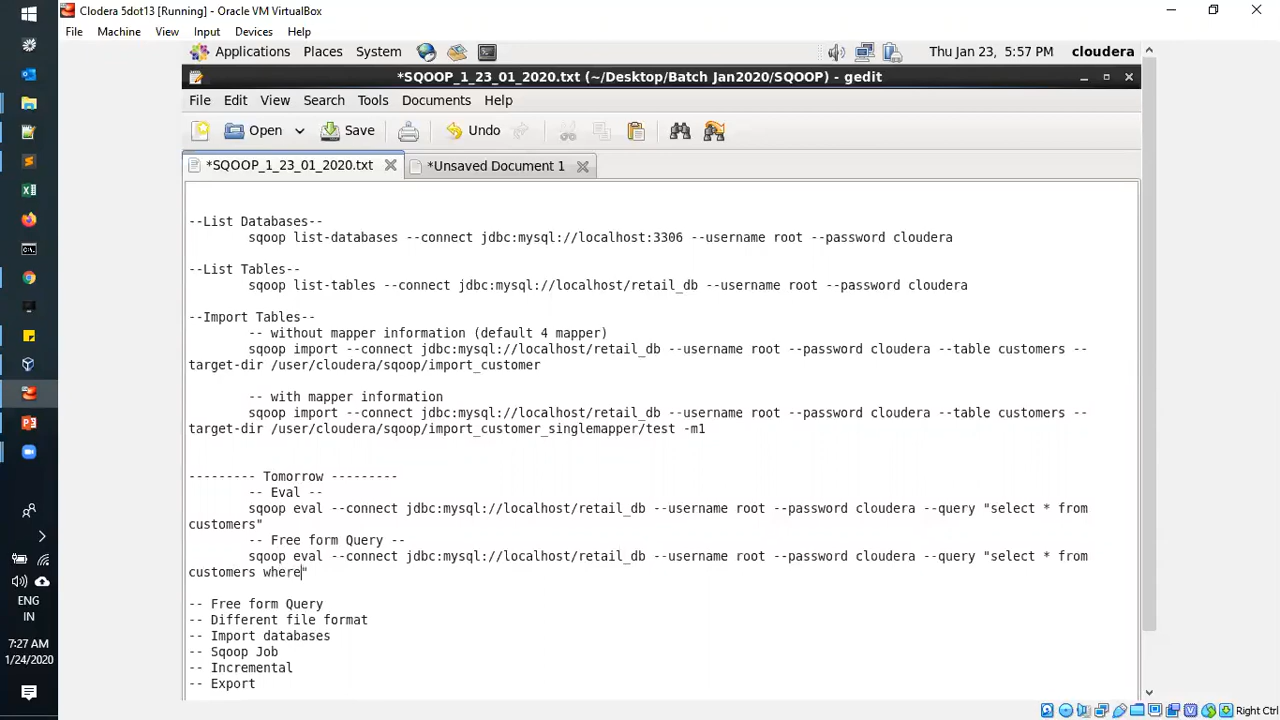 Clodera 5dot13 [Running] - Oracle VM VirtualBox
File Machine View Input Devices Help
Applications Places System Thu Jan 23, 5:57 PM cloudera
*SQOOP_1_23_01_2020.txt (~/Desktop/Batch Jan2020/SQOOP) - gedit
File Edit View Search Tools Documents Help
Open Save Undo
*SQOOP_1_23_01_2020.txt *Unsaved Document 1
--List Databases--
sqoop list-databases --connect jdbc:mysql://localhost:3306 --username root --password cloudera
--List Tables--
sqoop list-tables --connect jdbc:mysql://localhost/retail_db --username root --password cloudera
--Import Tables--
-- without mapper information (default 4 mapper)
sqoop import --connect jdbc:mysql://localhost/retail_db --username root --password cloudera --table customers --
target-dir /user/cloudera/sqoop/import_customer
-- with mapper information
sqoop import --connect jdbc:mysql://localhost/retail_db --username root --password cloudera --table customers --
target-dir /user/cloudera/sqoop/import_customer_singlemapper/test -m1
--------- Tomorrow ---------
-- Eval --
sqoop eval --connect jdbc:mysql://localhost/retail_db --username root --password cloudera --query "select * from
customers"
-- Free form Query --
sqoop eval --connect jdbc:mysql://localhost/retail_db --username root --password cloudera --query "select * from
customers where"
-- Free form Query
-- Different file format
-- Import databases
-- Sqoop Job
-- Incremental
-- Export
ENG
IN
7:27 AM
1/24/2020
Right Ctrl